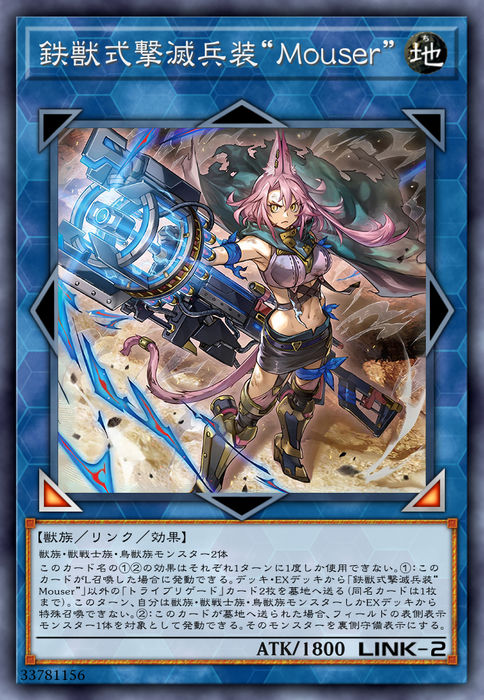 鉄獣式撃滅兵装“Mouser”
ち
地
【獣族／リンク／効果】
獣族・獣戦士族・鳥獣族モンスター2体
このカード名の①②の効果はそれぞれ1ターンに1度しか使用できない。①：こ
のカードがL召喚した場合に発動できる。デッキ・EXデッキから「鉄獣式撃滅兵装“
Mouser”」以外の「トライブリゲード」カード2枚を墓地へ送る（同名カードは1枚
まで）。このターン、自分は獣族・獣戦士族・鳥獣族モンスターしかEXデッキから
特殊召喚できない。②：このカードが墓地へ送られた場合、フィールドの表側表示
モンスター1体を対象として発動できる。そのモンスターを裏側守備表示にする。
ATK/1800 LINK-2
33781156